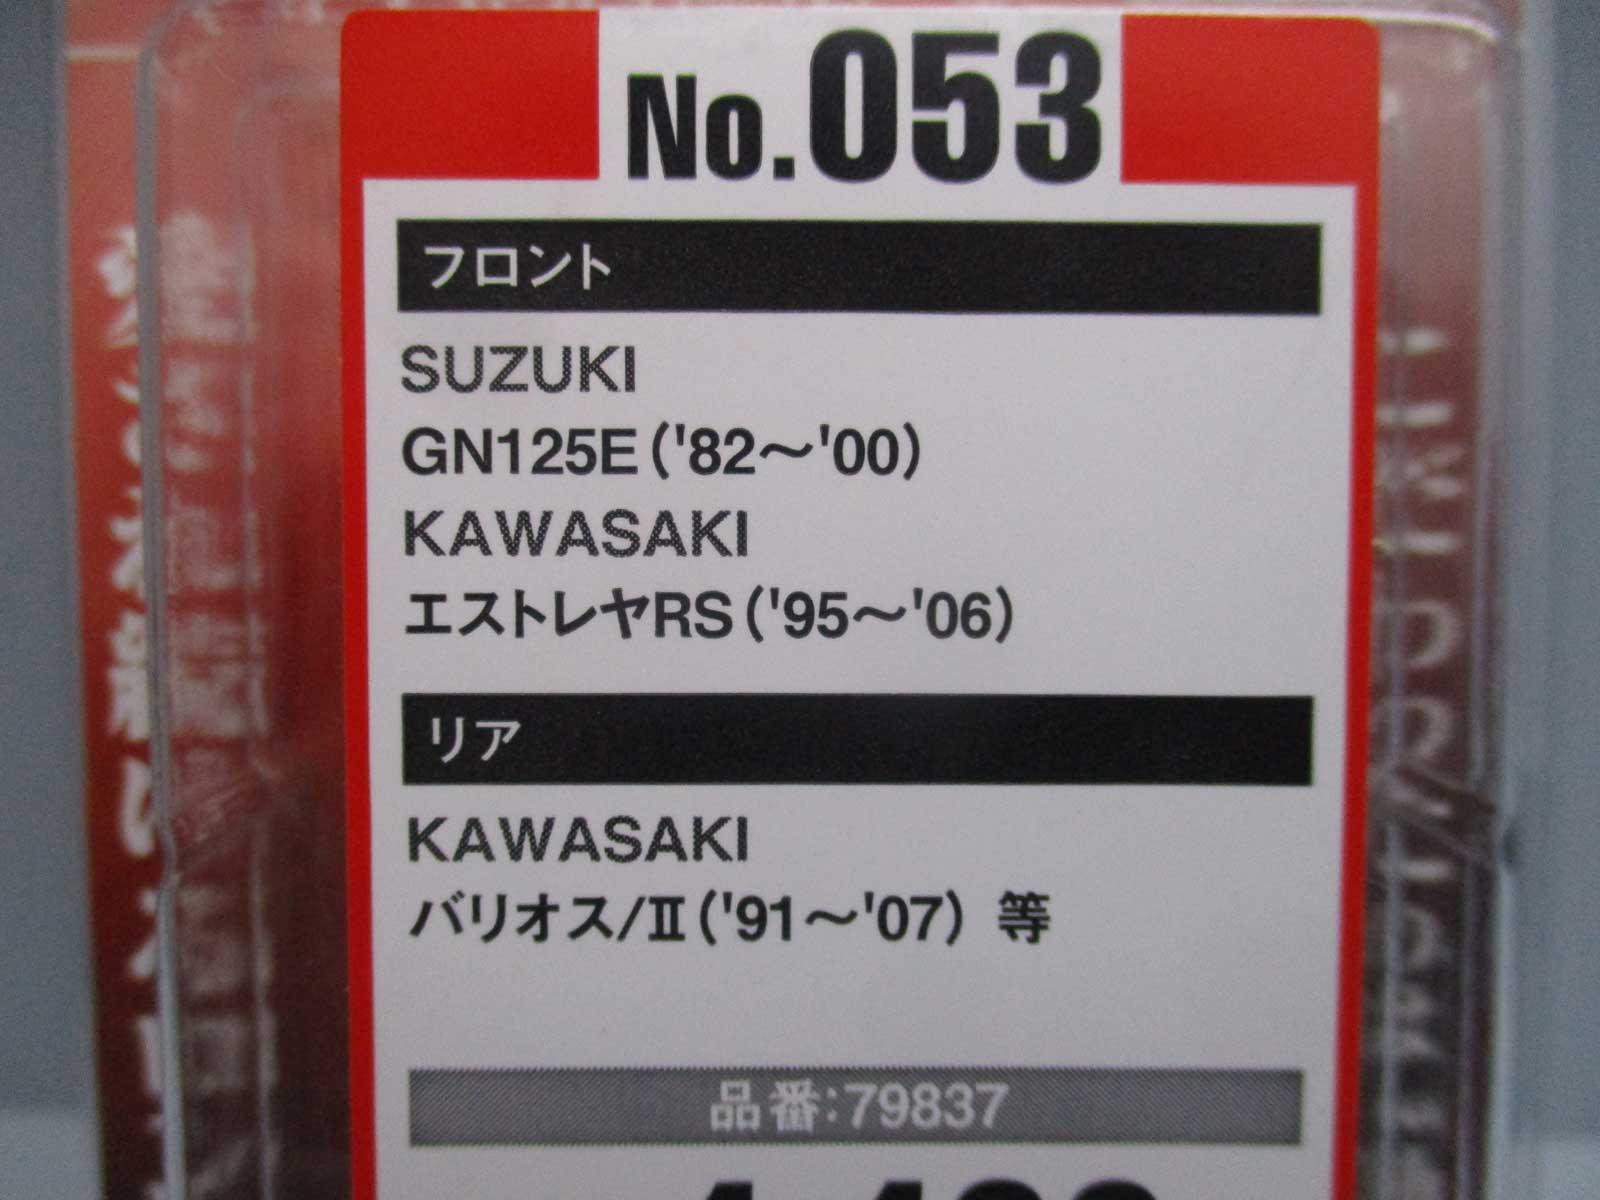 No.053
フロント
SUZUKI
GN125E('82～'00)
KAWASAKI
エストレヤRS('95～'06)
リア
KAWASAKI
バリオス/Ⅱ('91～'07) 等
品番:79837